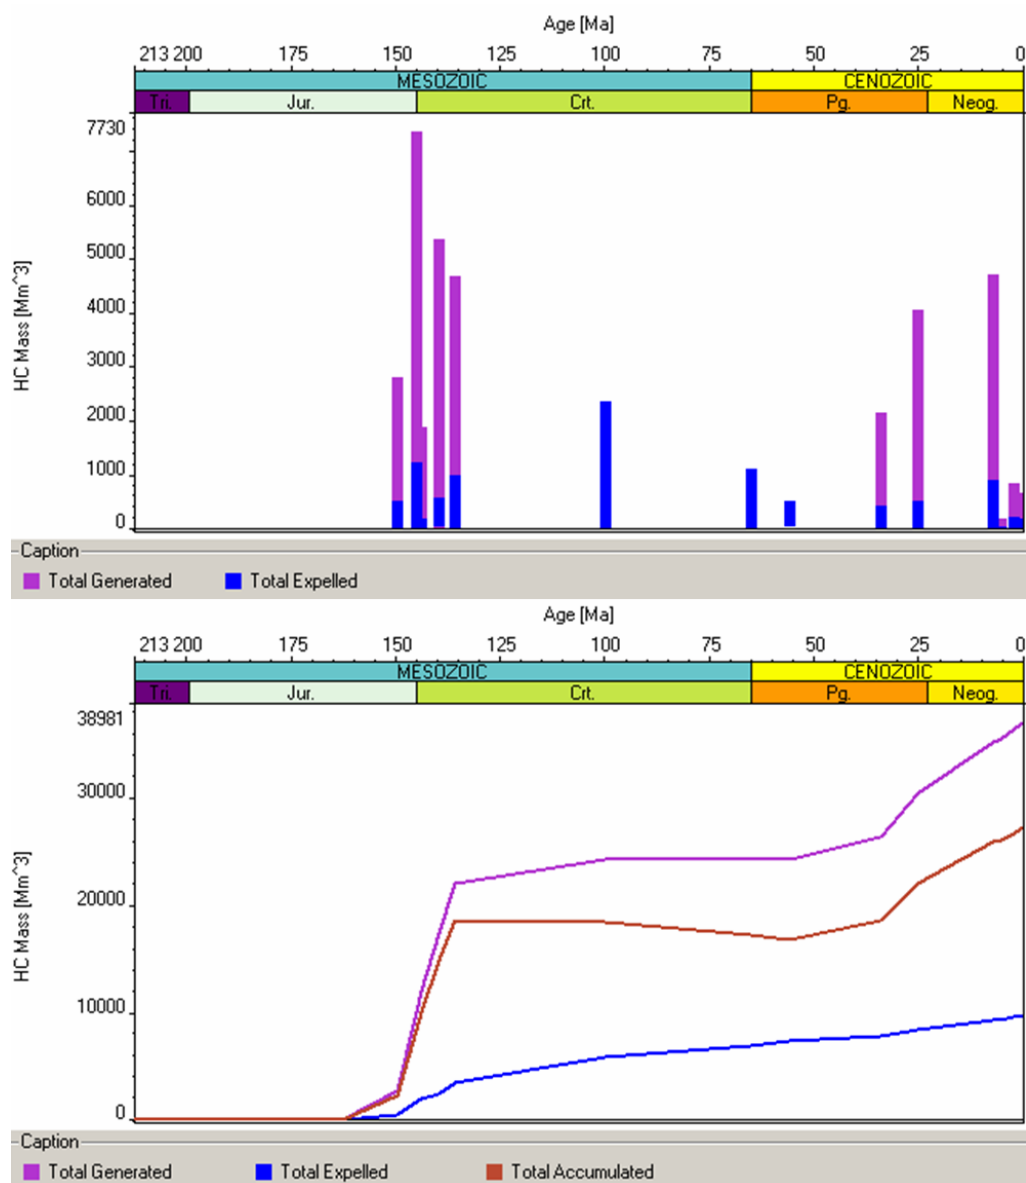 Age [Ma]
213 200 175 150 125 100 75 50 25 0
MESOZOIC CENOZOIC
Tri. Jur. Crt. Pg. Neog.
7730
6000
5000
4000
3000
2000
1000
0
HC Mass [Mm^3]
Caption
Total Generated Total Expelled
Age [Ma]
213 200 175 150 125 100 75 50 25 0
MESOZOIC CENOZOIC
Tri. Jur. Crt. Pg. Neog.
38981
30000
20000
10000
0
HC Mass [Mm^3]
Caption
Total Generated Total Expelled Total Accumulated